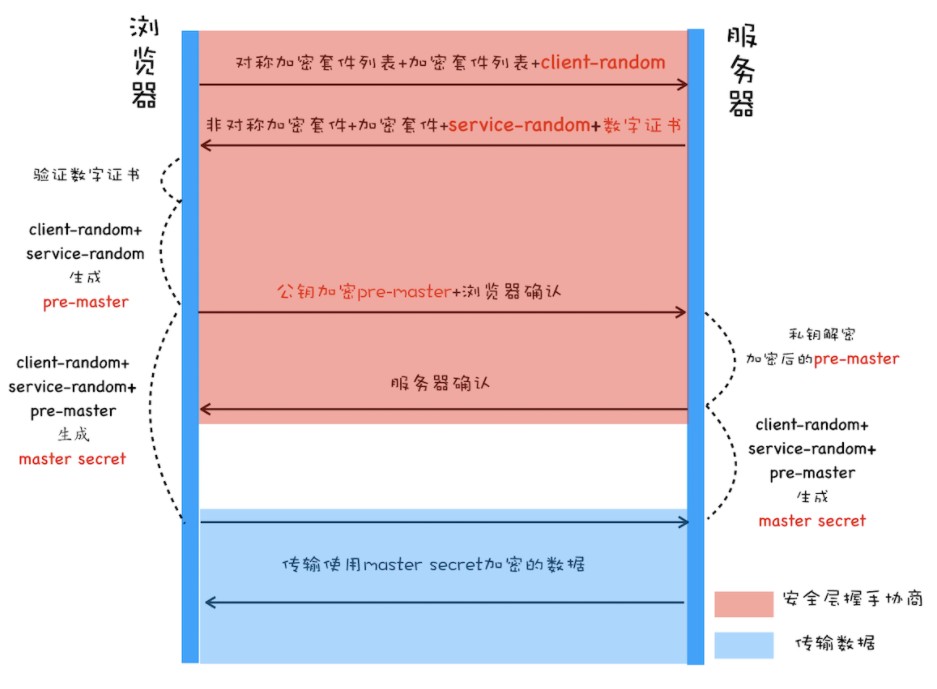 浏览器
服务器
对称加密套件列表+加密套件列表+client-random
非对称加密套件+加密套件+service-random+数字证书
验证数字证书
client-random+
service-random
生成
pre-master
公钥加密pre-master+浏览器确认
私钥解密
加密后的pre-master
client-random+
service-random+
pre-master
生成
master secret
服务器确认
client-random+
service-random+
pre-master
生成
master secret
传输使用master secret加密的数据
安全层握手协商
传输数据